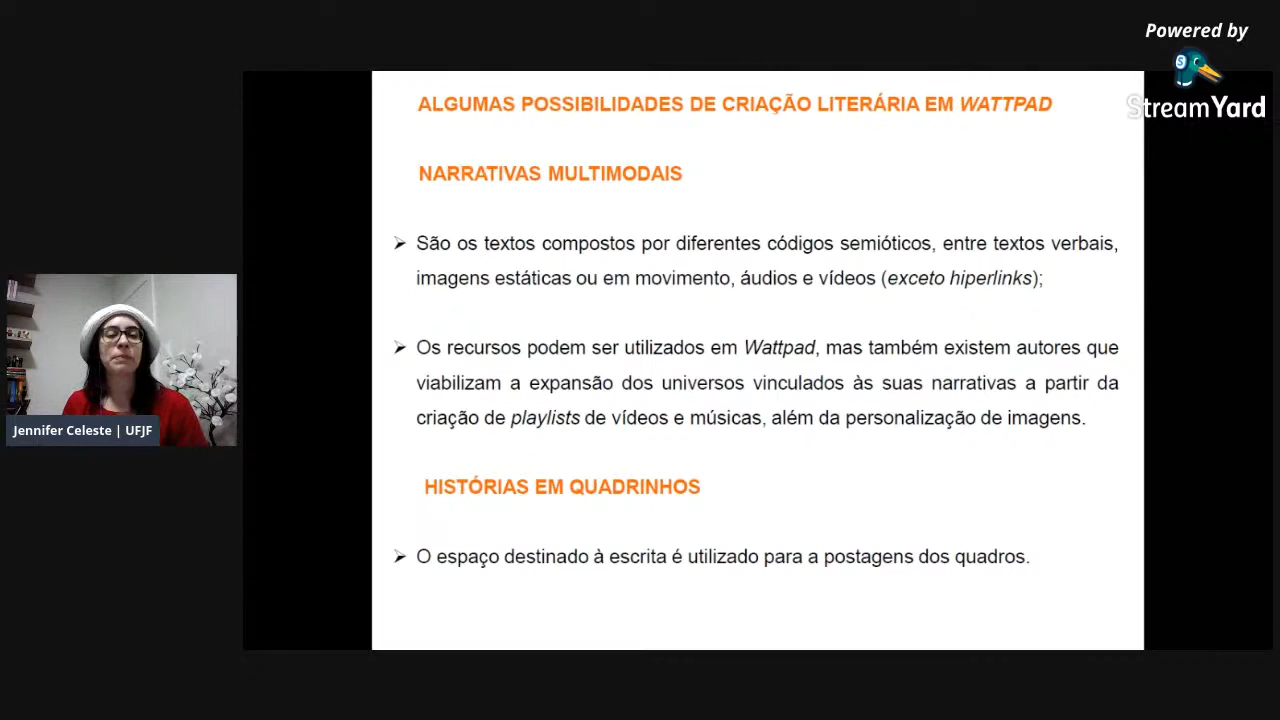 Powered by
StreamYard
ALGUMAS POSSIBILIDADES DE CRIAÇÃO LITERÁRIA EM WATTPAD
NARRATIVAS MULTIMODAIS
➢ São os textos compostos por diferentes códigos semióticos, entre textos verbais,
imagens estáticas ou em movimento, áudios e vídeos (exceto hiperlinks);
➢ Os recursos podem ser utilizados em Wattpad, mas também existem autores que
viabilizam a expansão dos universos vinculados às suas narrativas a partir da
criação de playlists de vídeos e músicas, além da personalização de imagens.
HISTÓRIAS EM QUADRINHOS
➢ O espaço destinado à escrita é utilizado para a postagens dos quadros.
Jennifer Celeste | UFJF